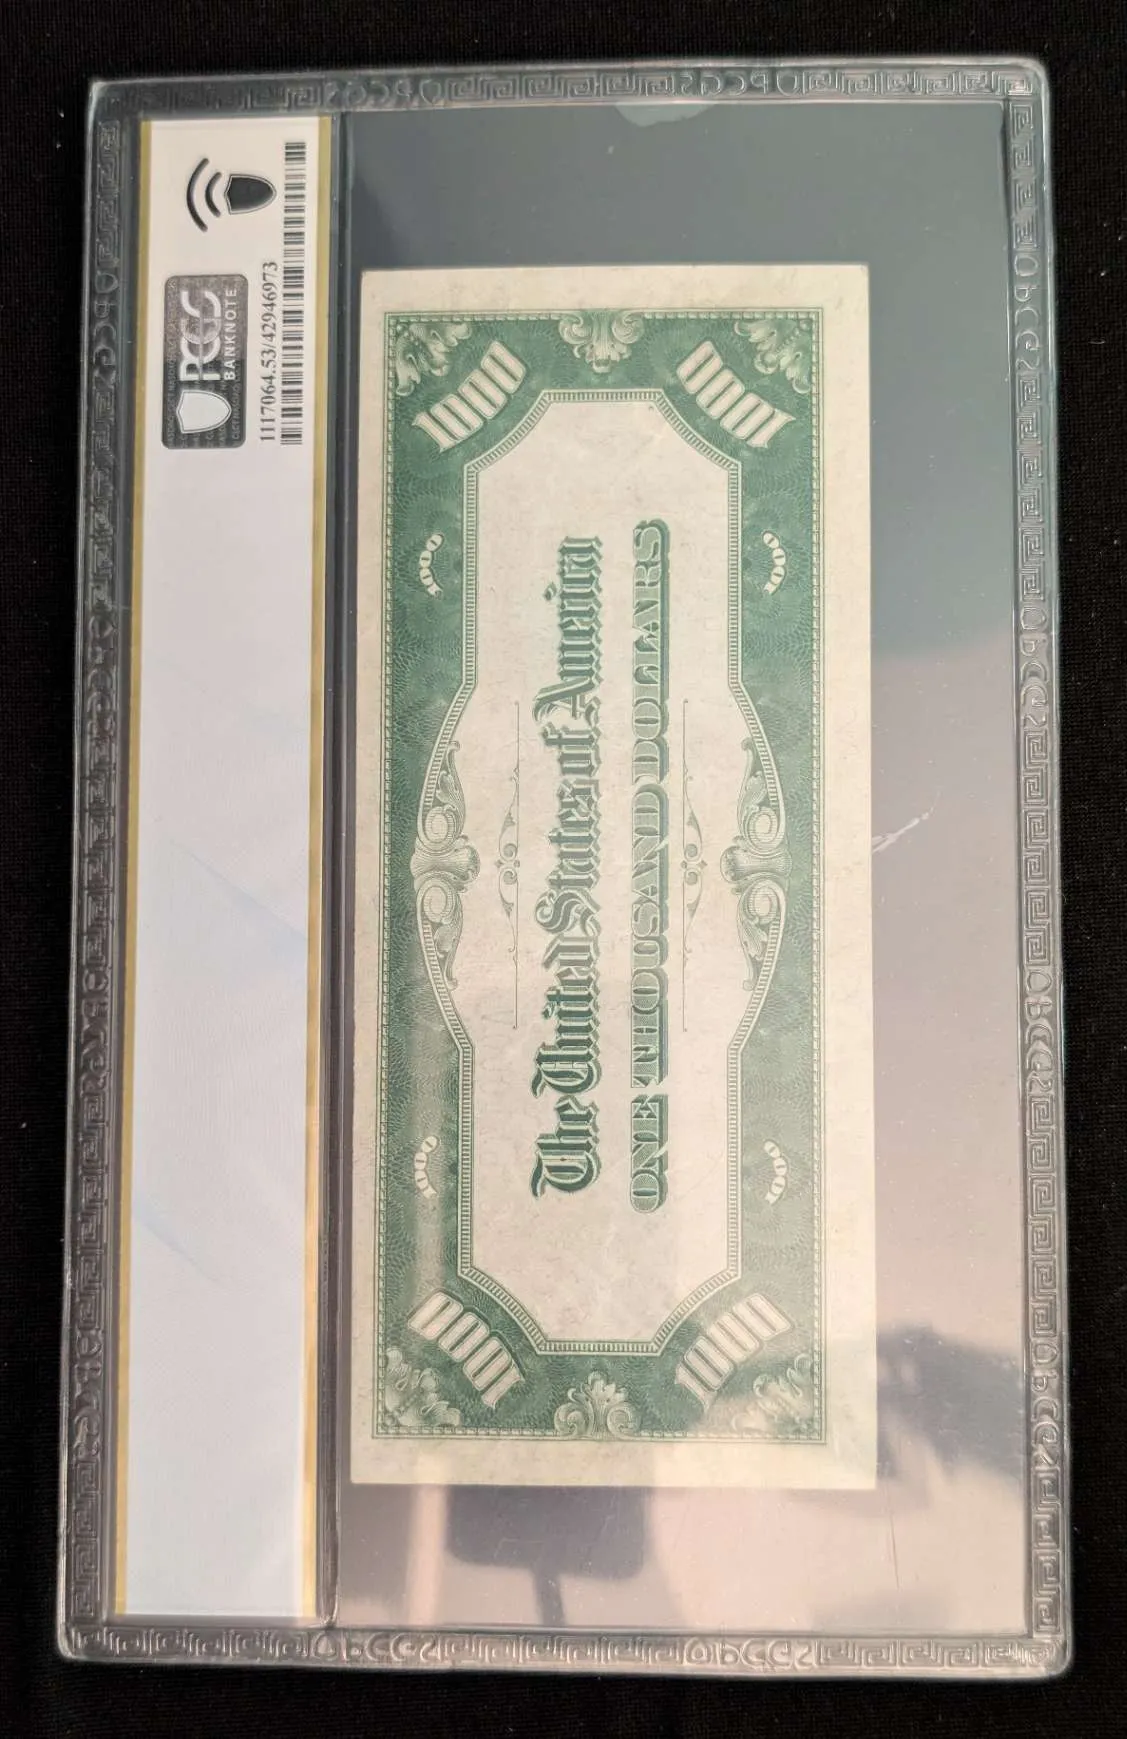 PCGS
BANKNOTE
1117064.53/42946973
1000
1000
1000
1000
The United States of America
ONE THOUSAND DOLLARS
1000
1000
1000
1000